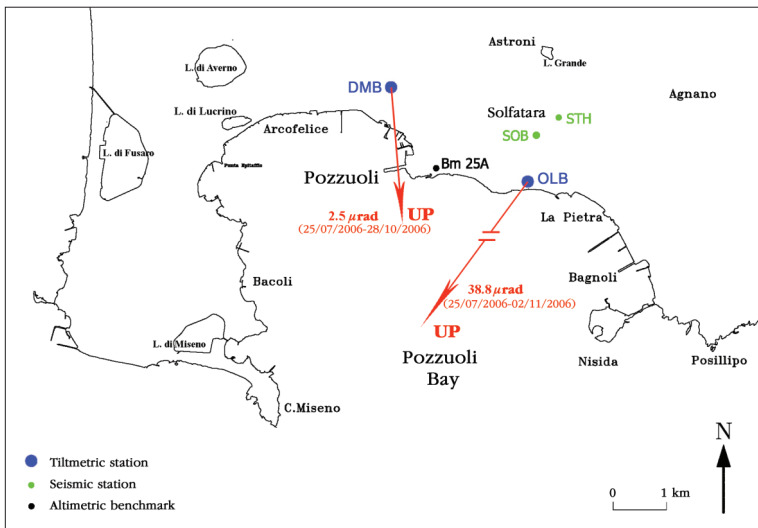 Astroni
L. Grande
L. di Averno
DMB
Agnano
L. di Lucrino
Solfatara
STH
Arcofelice
SOB
L. di Fusaro
Bm 25A
Punta Epitaffio
Pozzuoli
OLB
2.5 µrad
UP
(25/07/2006-28/10/2006)
La Pietra
Bacoli
Bagnoli
38.8 µrad
(25/07/2006-02/11/2006)
UP
L. di Miseno
Pozzuoli
Bay
Nisida
Posillipo
C.Miseno
N
Tiltmetric station
Seismic station
Altimetric benchmark
0 1 km